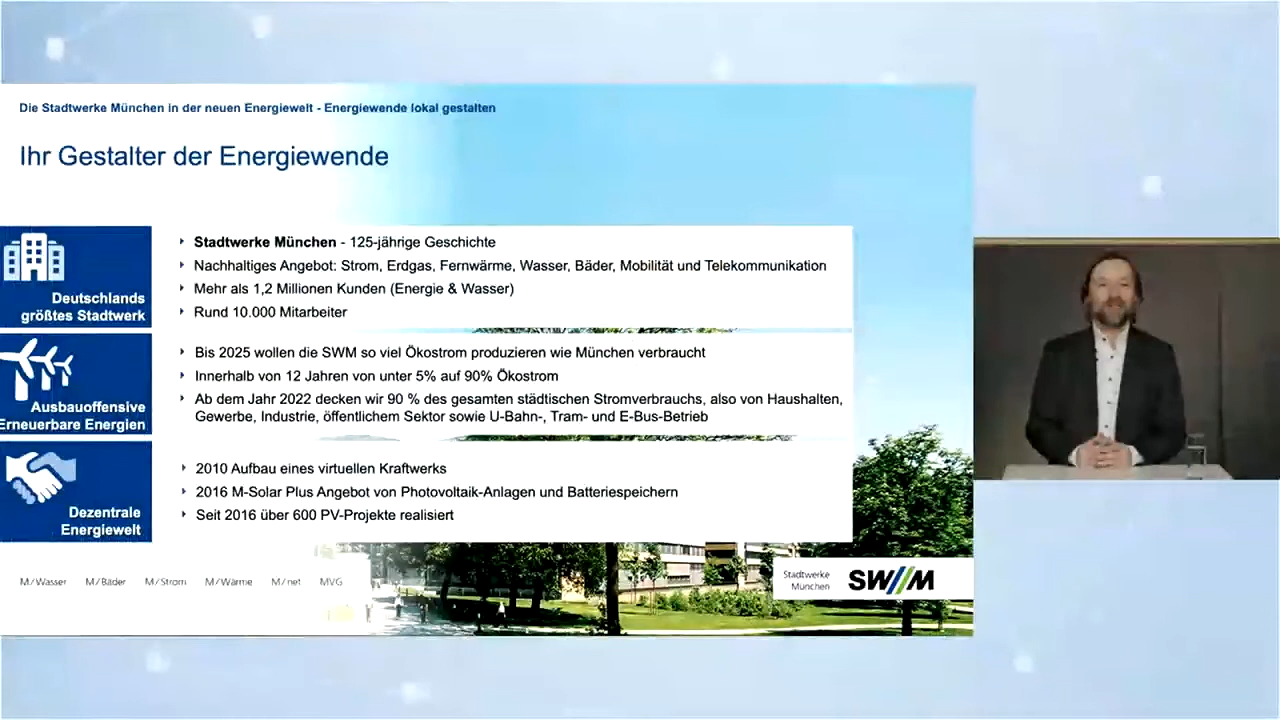 Die Stadtwerke München in der neuen Energiewelt - Energiewende lokal gestalten
Ihr Gestalter der Energiewende
Deutschlands
größtes Stadtwerk
Stadtwerke München - 125-jährige Geschichte
Nachhaltiges Angebot: Strom, Erdgas, Fernwärme, Wasser, Bäder, Mobilität und Telekommunikation
Mehr als 1,2 Millionen Kunden (Energie & Wasser)
Rund 10.000 Mitarbeiter
Ausbauoffensive
Erneuerbare Energien
Bis 2025 wollen die SWM so viel Ökostrom produzieren wie München verbraucht
Innerhalb von 12 Jahren von unter 5% auf 90% Ökostrom
Ab dem Jahr 2022 decken wir 90 % des gesamten städtischen Stromverbrauchs, also von Haushalten,
Gewerbe, Industrie, öffentlichem Sektor sowie U-Bahn-, Tram- und E-Bus-Betrieb
Dezentrale
Energiewelt
2010 Aufbau eines virtuellen Kraftwerks
2016 M-Solar Plus Angebot von Photovoltaik-Anlagen und Batteriespeichern
Seit 2016 über 600 PV-Projekte realisiert
M/Wasser M/Bäder M/Strom M/Wärme M/net MVG
Stadtwerke
München
SW//M